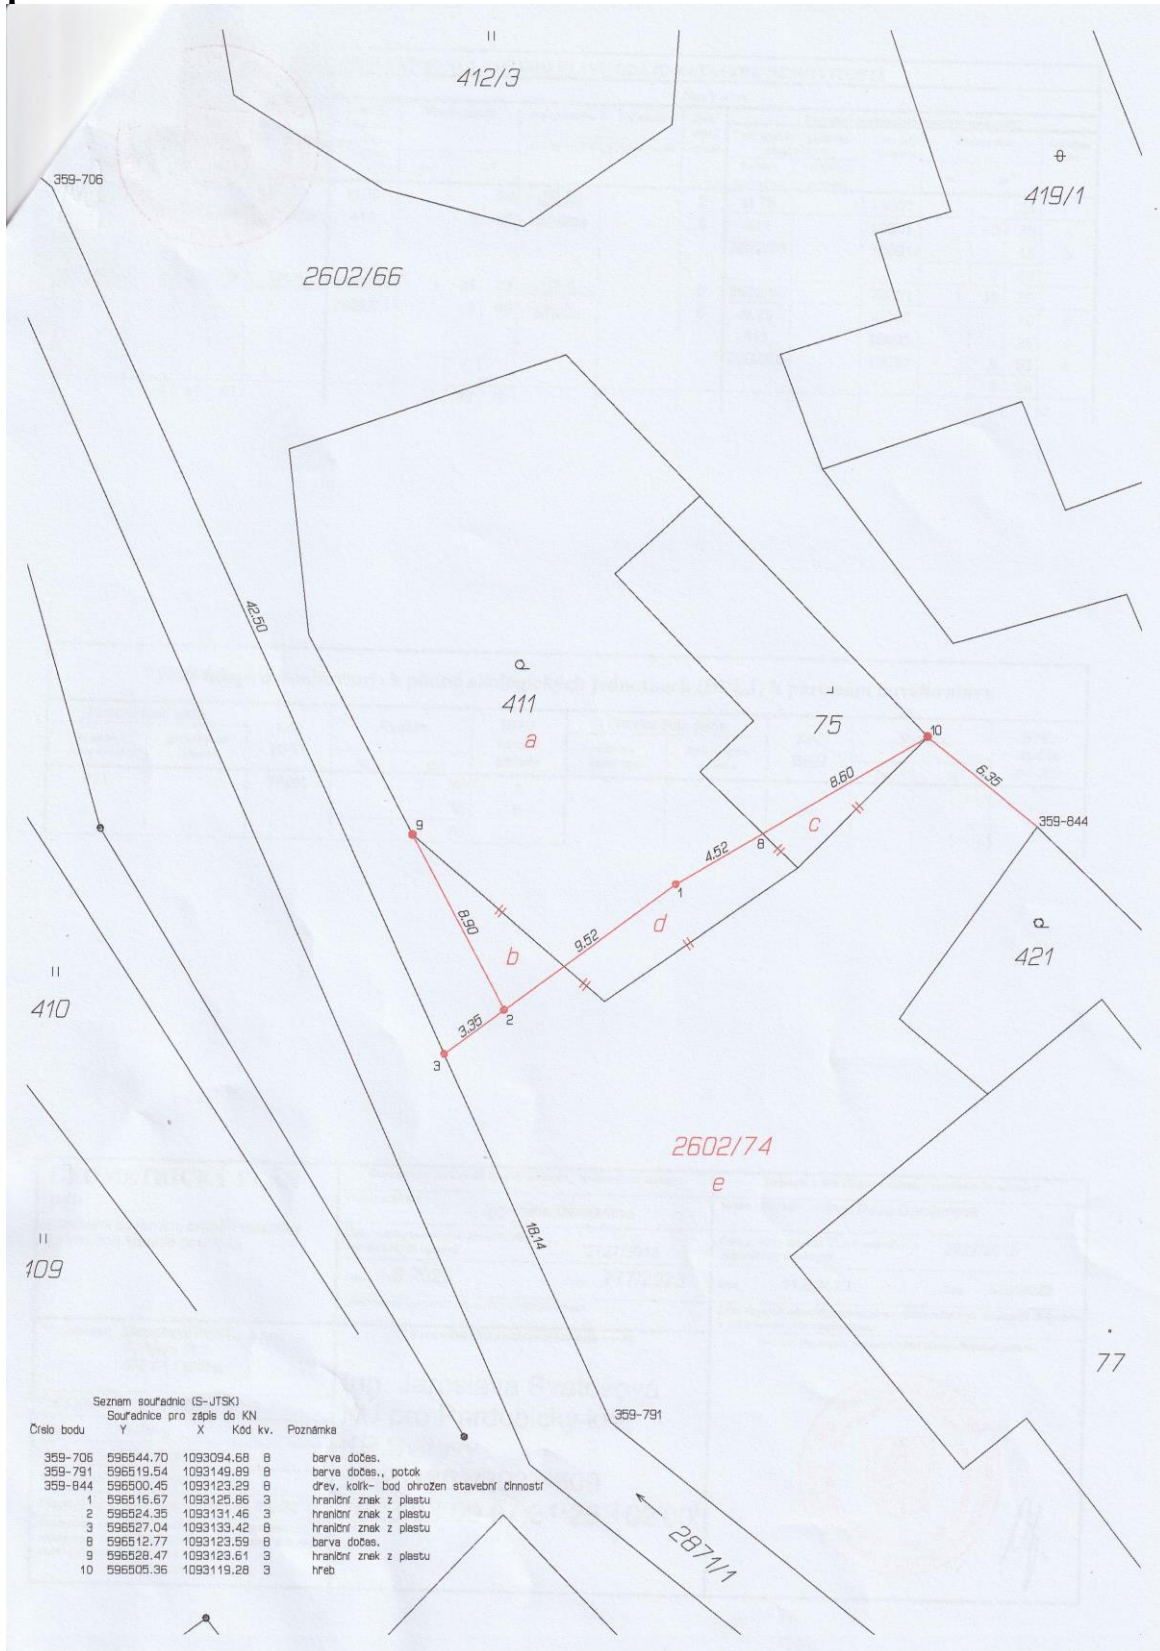 412/3
419/1
359-706
2602/66
42.50
411
a
75
10
8.60
6.35
9
c
359-844
8
4.52
1
8.90
d
9.52
b
421
410
2
3.35
3
2602/74
e
18.14
109
77
359-791
2871/1
Seznam souřadnic (S-JTSK)
Souřadnice pro zápis do KN
Číslo bodu Y X Kód kv. Poznámka
359-706 596544.70 1093094.68 8 barva dočas.
359-791 596519.54 1093149.89 8 barva dočas., potok
359-844 596500.45 1093123.29 8 dřev. kolík- bod ohrožen stavební činností
1 596516.67 1093125.86 3 hraniční znak z plastu
2 596524.35 1093131.46 3 hraniční znak z plastu
3 596527.04 1093133.42 8 hraniční znak z plastu
8 596512.77 1093123.59 8 barva dočas.
9 596528.47 1093123.61 3 hraniční znak z plastu
10 596505.36 1093119.28 3 hřeb